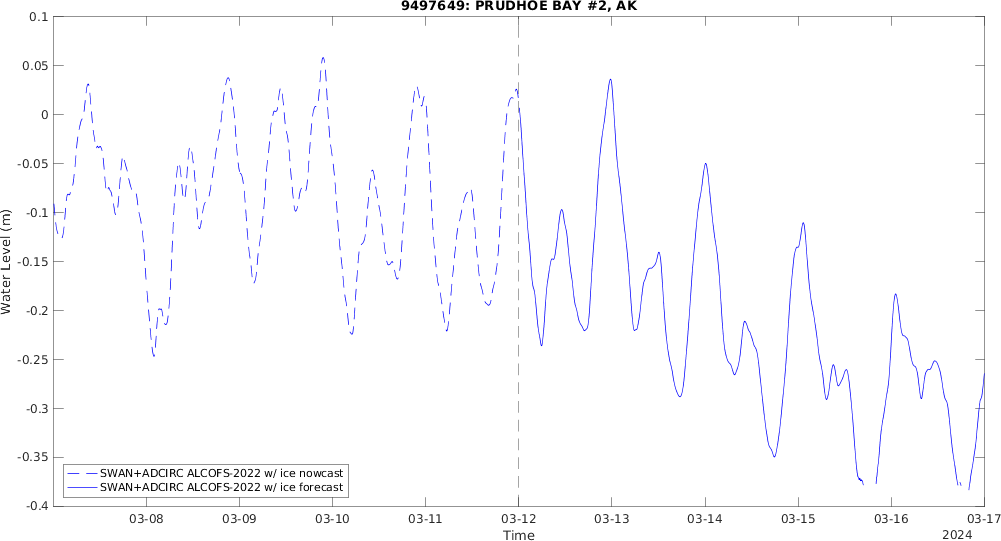 9497649: PRUDHOE BAY #2, AK
0.1
0.05
0
-0.05
-0.1
-0.15
-0.2
-0.25
-0.3
-0.35
-0.4
Water Level (m)
SWAN+ADCIRC ALCOFS-2022 w/ ice nowcast
SWAN+ADCIRC ALCOFS-2022 w/ ice forecast
03-08 03-09 03-10 03-11 03-12 03-13 03-14 03-15 03-16 03-17
Time
2024